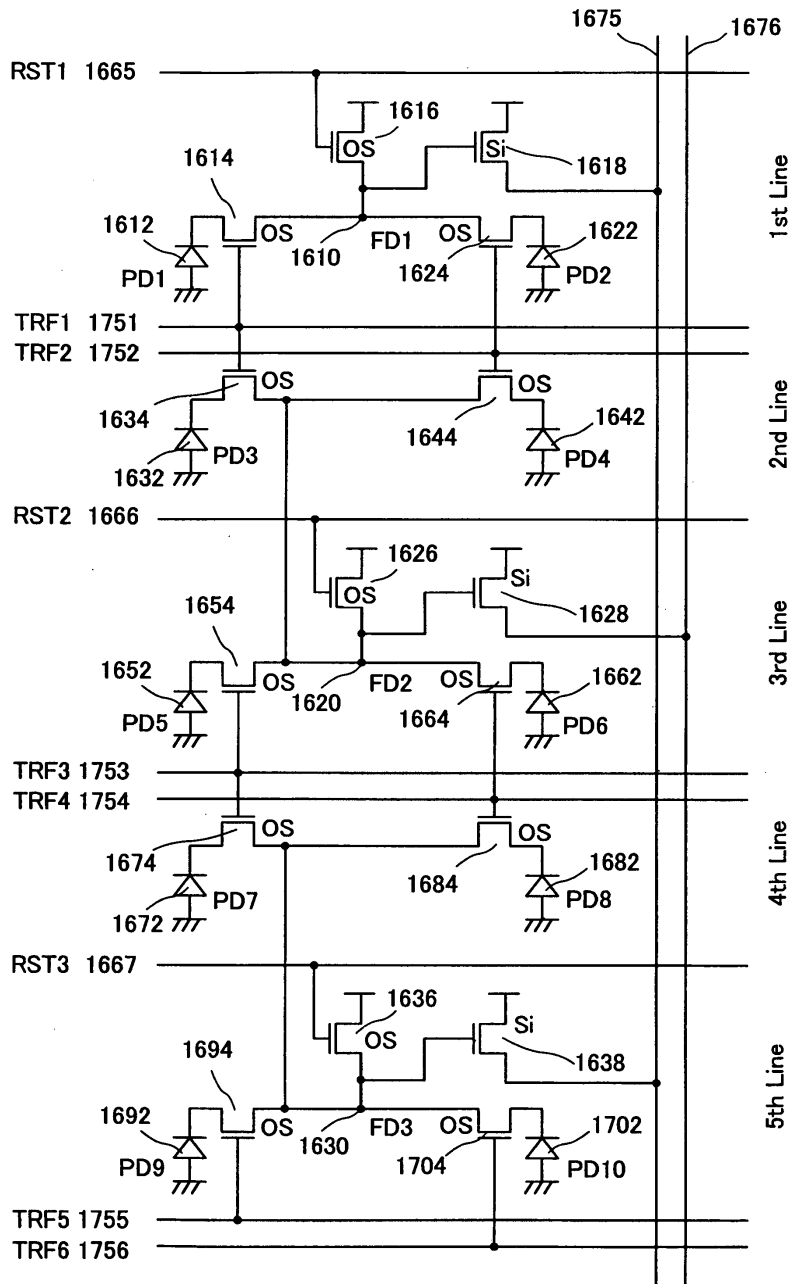 1675
1676
RST1 1665
1616
OS
Si
1618
1614
1612
OS
1610
FD1
OS
1624
1622
PD1
PD2
1st Line
TRF1 1751
TRF2 1752
OS
OS
1634
1644
1642
1632
PD3
PD4
2nd Line
RST2 1666
1626
OS
Si
1628
1654
1652
OS
1620
FD2
OS
1664
1662
PD5
PD6
3rd Line
TRF3 1753
TRF4 1754
OS
OS
1674
1684
1682
1672
PD7
PD8
4th Line
RST3 1667
1636
OS
Si
1638
1694
1692
OS
1630
FD3
OS
1704
1702
PD9
PD10
5th Line
TRF5 1755
TRF6 1756